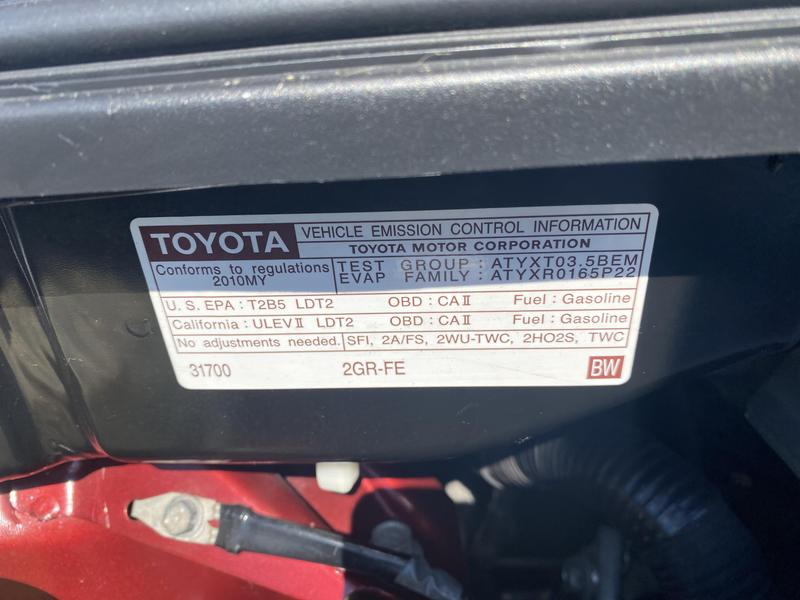 TOYOTA VEHICLE EMISSION CONTROL INFORMATION
TOYOTA MOTOR CORPORATION
Conforms to regulations TEST GROUP : ATYXT03.5BEM
2010MY EVAP FAMILY : ATYXR0165P22
U.S. EPA : T2B5 LDT2 OBD : CAⅡ Fuel : Gasoline
California : ULEVⅡ LDT2 OBD : CAⅡ Fuel : Gasoline
No adjustments needed. SFI, 2A/FS, 2WU-TWC, 2HO2S, TWC
31700 2GR-FE BW